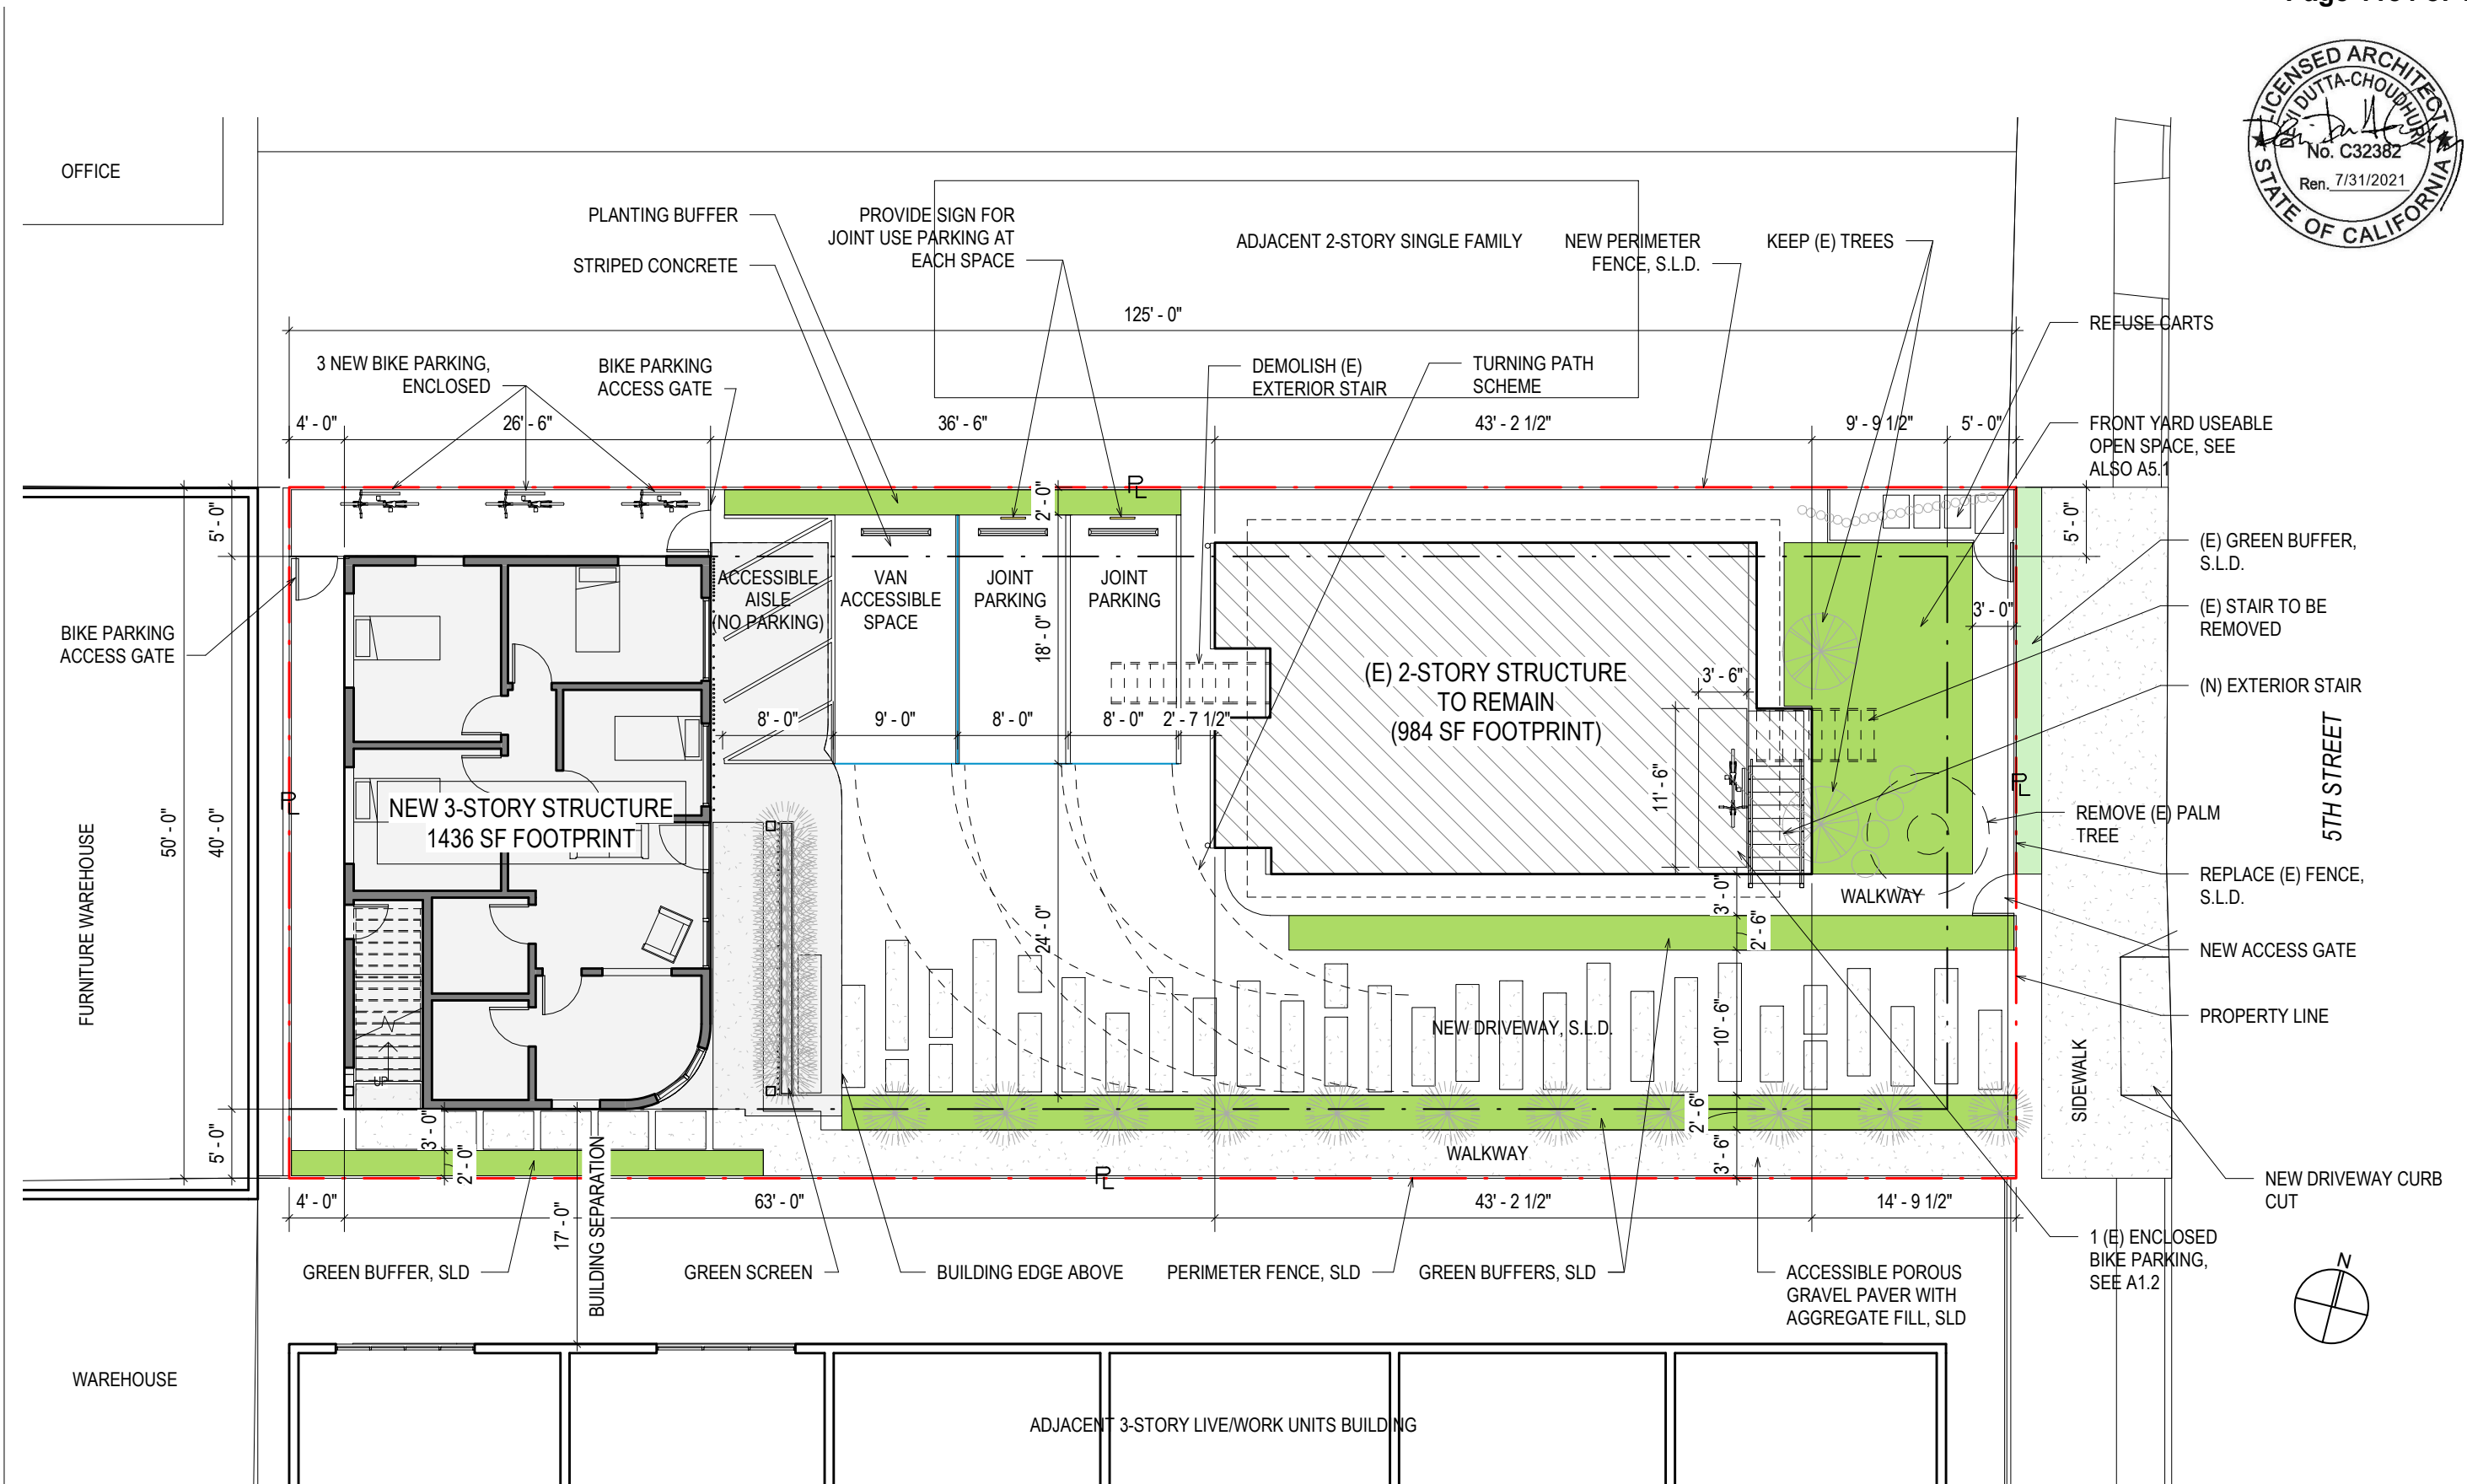 LICENSED ARCHITECT
DEVI DUTTA-CHOUDHURY
No. C32382
Ren. 7/31/2021
STATE OF CALIFORNIA
OFFICE
PLANTING BUFFER
STRIPED CONCRETE
PROVIDE SIGN FOR
JOINT USE PARKING AT
EACH SPACE
ADJACENT 2-STORY SINGLE FAMILY
NEW PERIMETER
FENCE, S.L.D.
KEEP (E) TREES
125' - 0"
REFUSE CARTS
3 NEW BIKE PARKING,
ENCLOSED
BIKE PARKING
ACCESS GATE
DEMOLISH (E)
EXTERIOR STAIR
TURNING PATH
SCHEME
4' - 0"
26' - 6"
36' - 6"
43' - 2 1/2"
9' - 9 1/2"
5' - 0"
FRONT YARD USEABLE
OPEN SPACE, SEE
ALSO A5.1
5' - 0"
2' - 0"
PL
5' - 0"
(E) GREEN BUFFER,
S.L.D.
ACCESSIBLE
AISLE
(NO PARKING)
VAN
ACCESSIBLE
SPACE
JOINT
PARKING
JOINT
PARKING
18' - 0"
3' - 0"
(E) STAIR TO BE
REMOVED
BIKE PARKING
ACCESS GATE
(E) 2-STORY STRUCTURE
TO REMAIN
(984 SF FOOTPRINT)
3' - 6"
(N) EXTERIOR STAIR
8' - 0"
9' - 0"
8' - 0"
8' - 0"
2' - 7 1/2"
11' - 6"
5TH STREET
PL
PL
NEW 3-STORY STRUCTURE
1436 SF FOOTPRINT
50' - 0"
40' - 0"
FURNITURE WAREHOUSE
REMOVE (E) PALM
TREE
REPLACE (E) FENCE,
S.L.D.
WALKWAY
3' - 0"
2' - 6"
24' - 0"
NEW ACCESS GATE
NEW DRIVEWAY, S.L.D.
10' - 6"
PROPERTY LINE
SIDEWALK
UP
5' - 0"
3' - 0"
2' - 0"
2' - 6"
3' - 6"
WALKWAY
PL
NEW DRIVEWAY CURB
CUT
4' - 0"
63' - 0"
43' - 2 1/2"
14' - 9 1/2"
17' - 0"
BUILDING SEPARATION
GREEN BUFFER, SLD
GREEN SCREEN
BUILDING EDGE ABOVE
PERIMETER FENCE, SLD
GREEN BUFFERS, SLD
ACCESSIBLE POROUS
GRAVEL PAVER WITH
AGGREGATE FILL, SLD
1 (E) ENCLOSED
BIKE PARKING,
SEE A1.2
N
WAREHOUSE
ADJACENT 3-STORY LIVE/WORK UNITS BUILDING